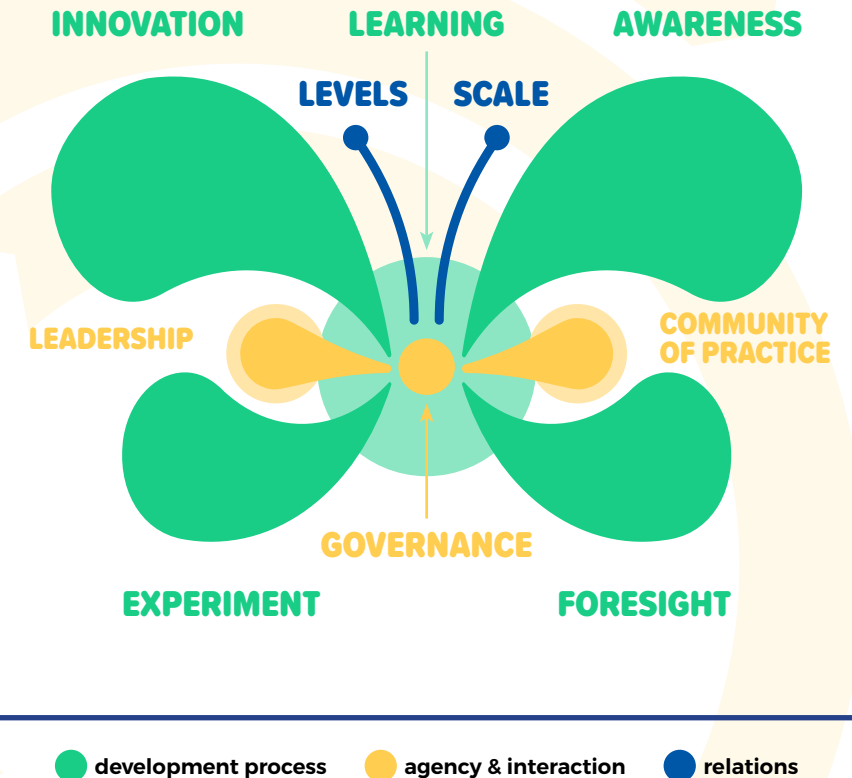 INNOVATION
LEARNING
AWARENESS
LEVELS
SCALE
LEADERSHIP
COMMUNITY
OF PRACTICE
GOVERNANCE
EXPERIMENT
FORESIGHT
development process
agency & interaction
relations